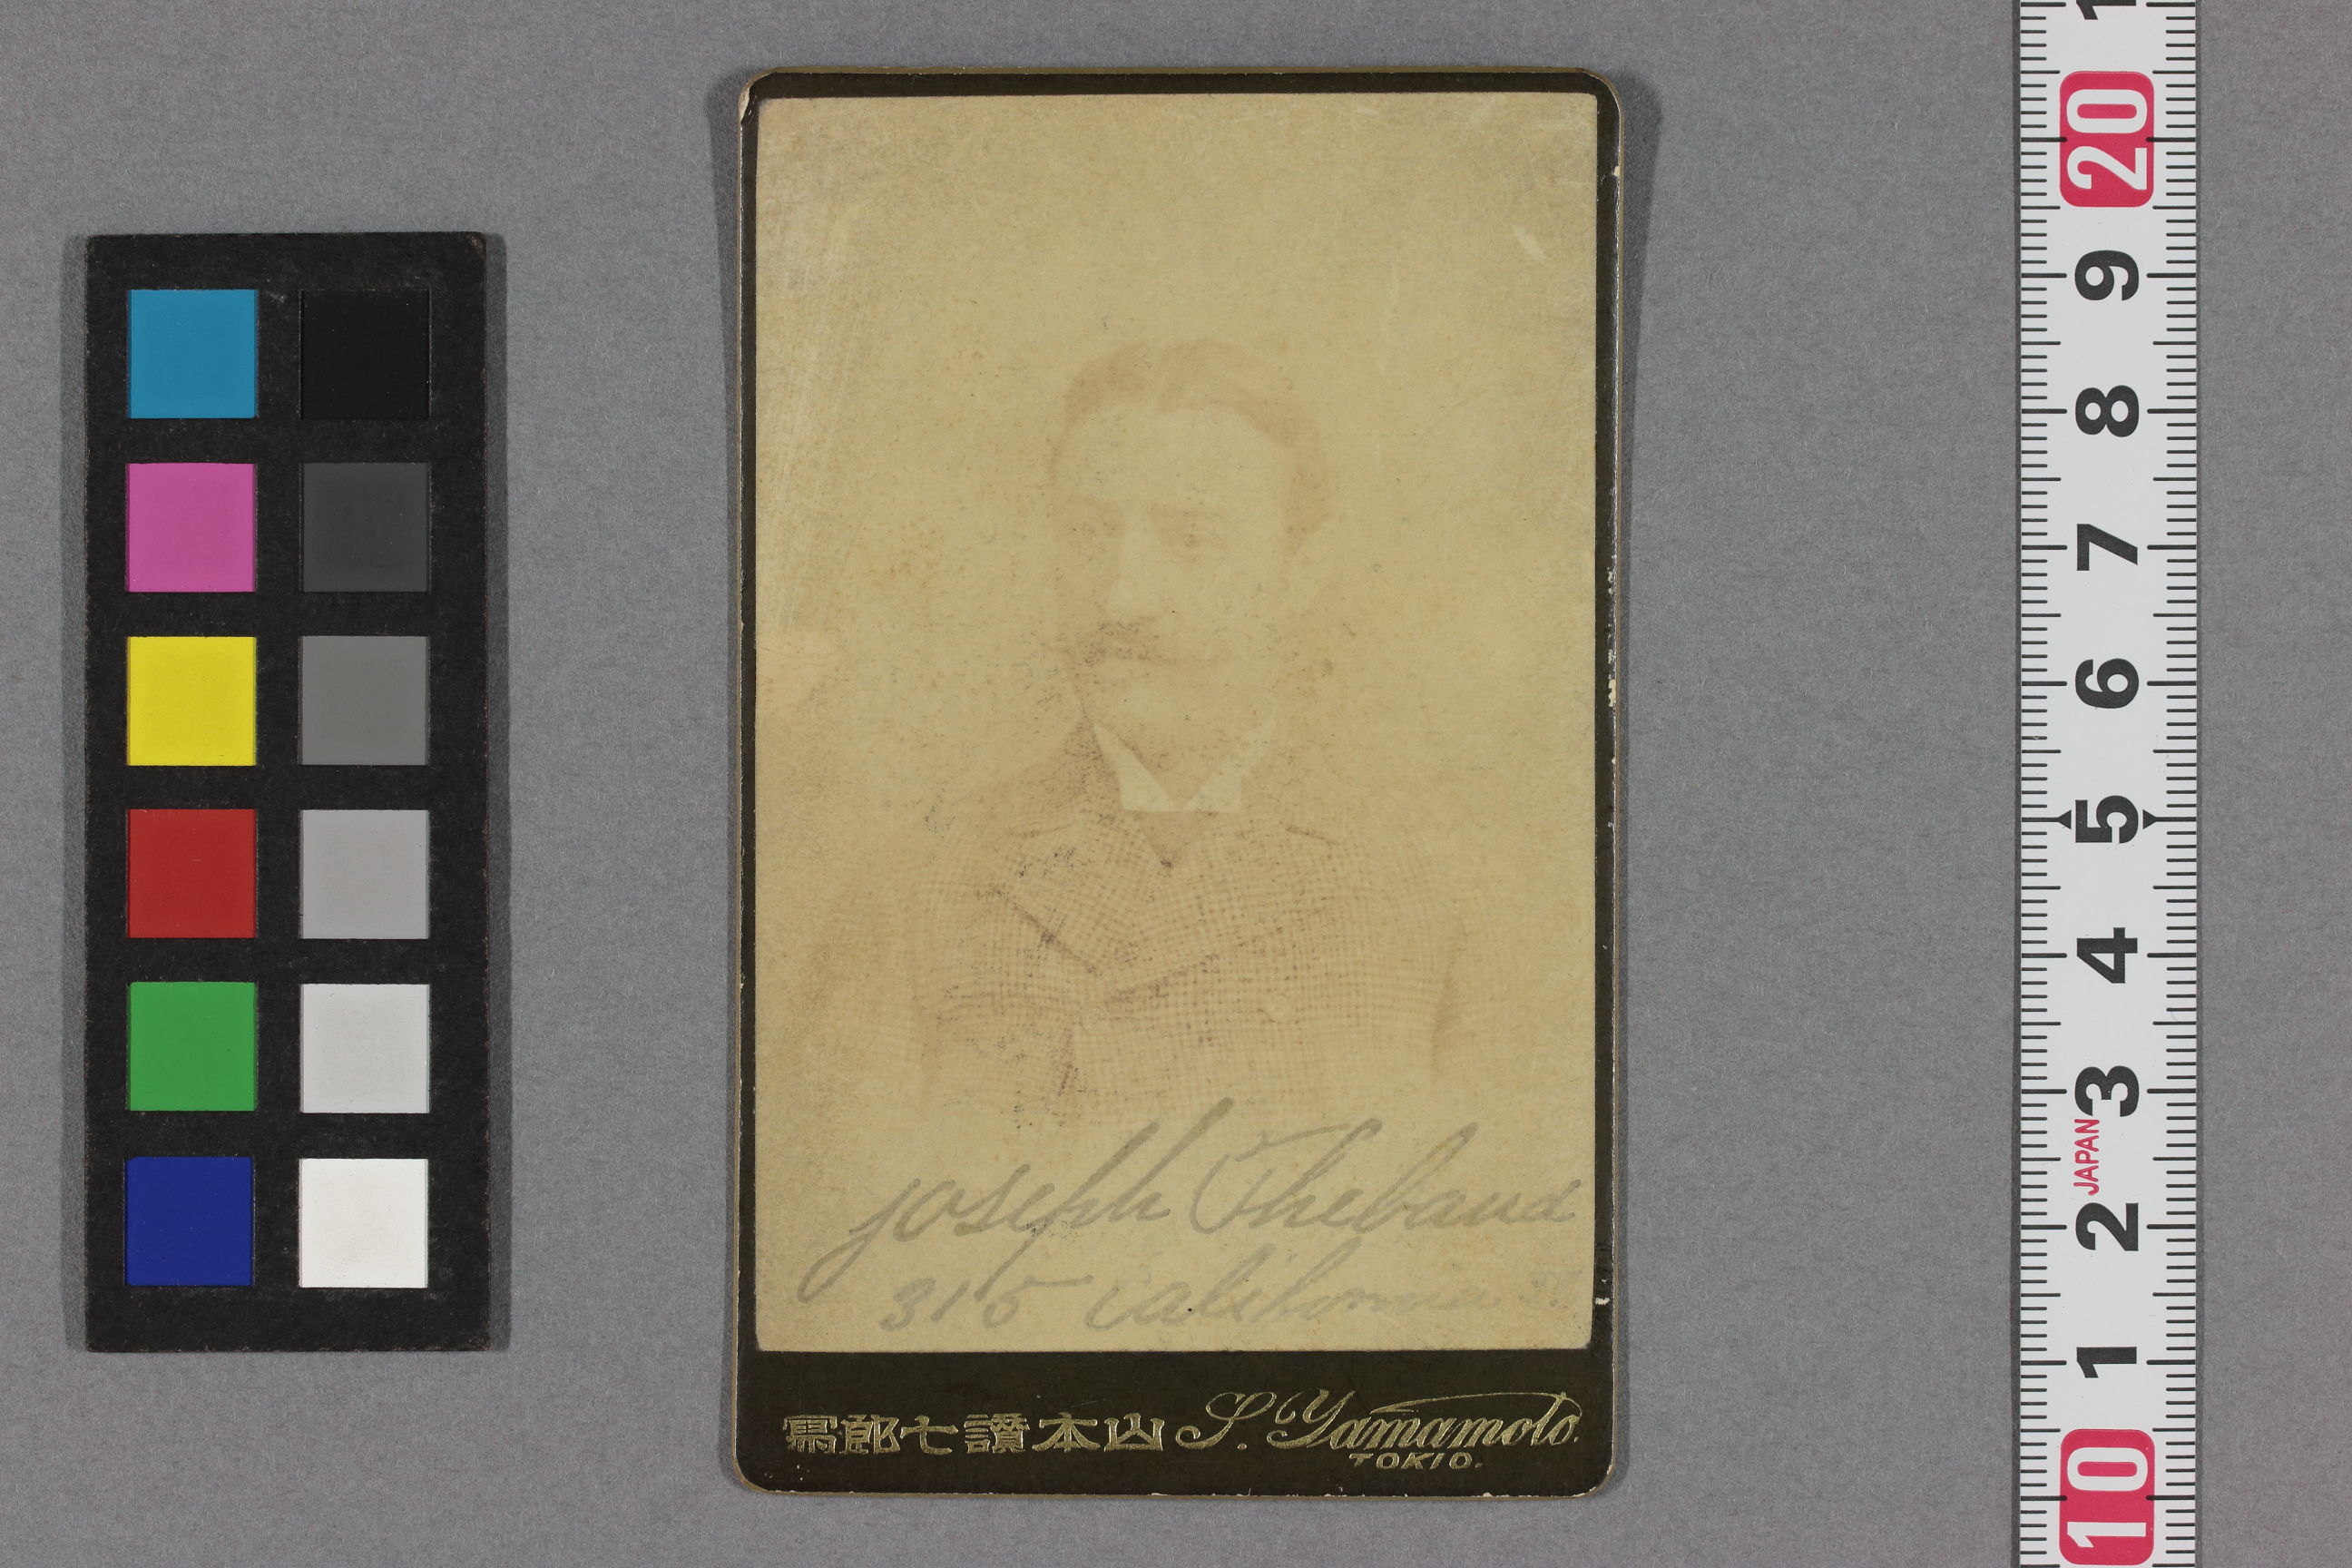 Joseph Thebaud
315 California
寫郎七讃本山 S. Yamamoto.
TOKIO.
1
20
9
8
7
6
5
4
3
JAPAN
2
1
10